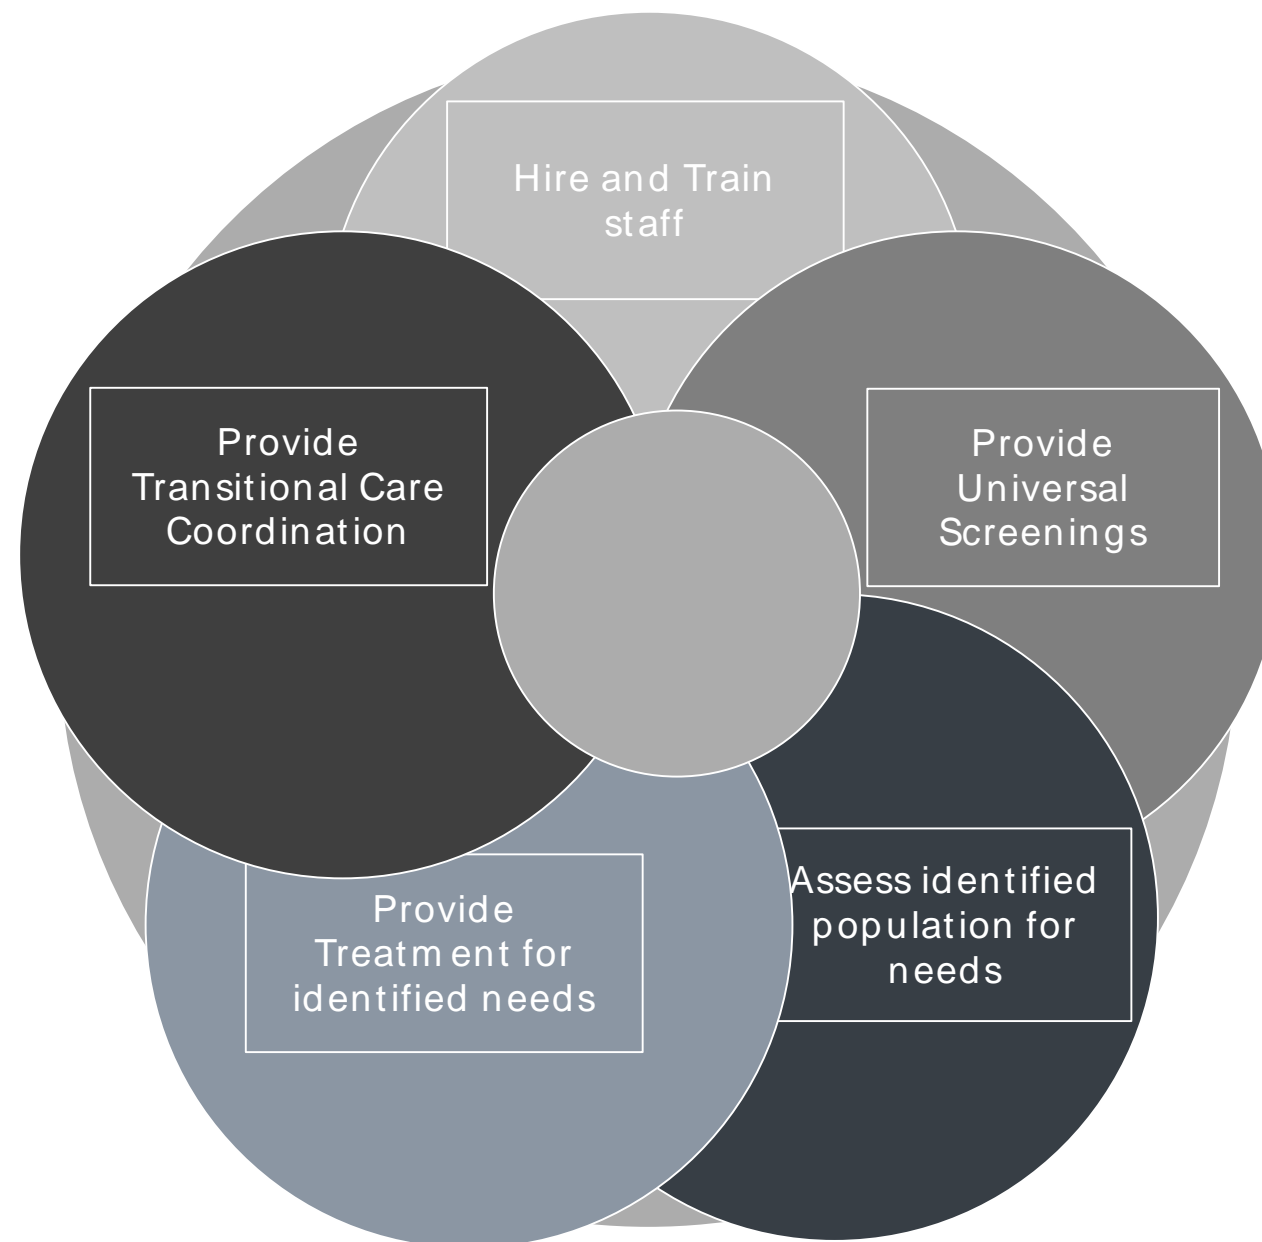 Hire and Train
staff
Provide
Universal
Screenings
Assess identified
population for
needs
Provide
Treatment for
identified needs
Provide
Transitional Care
Coordination